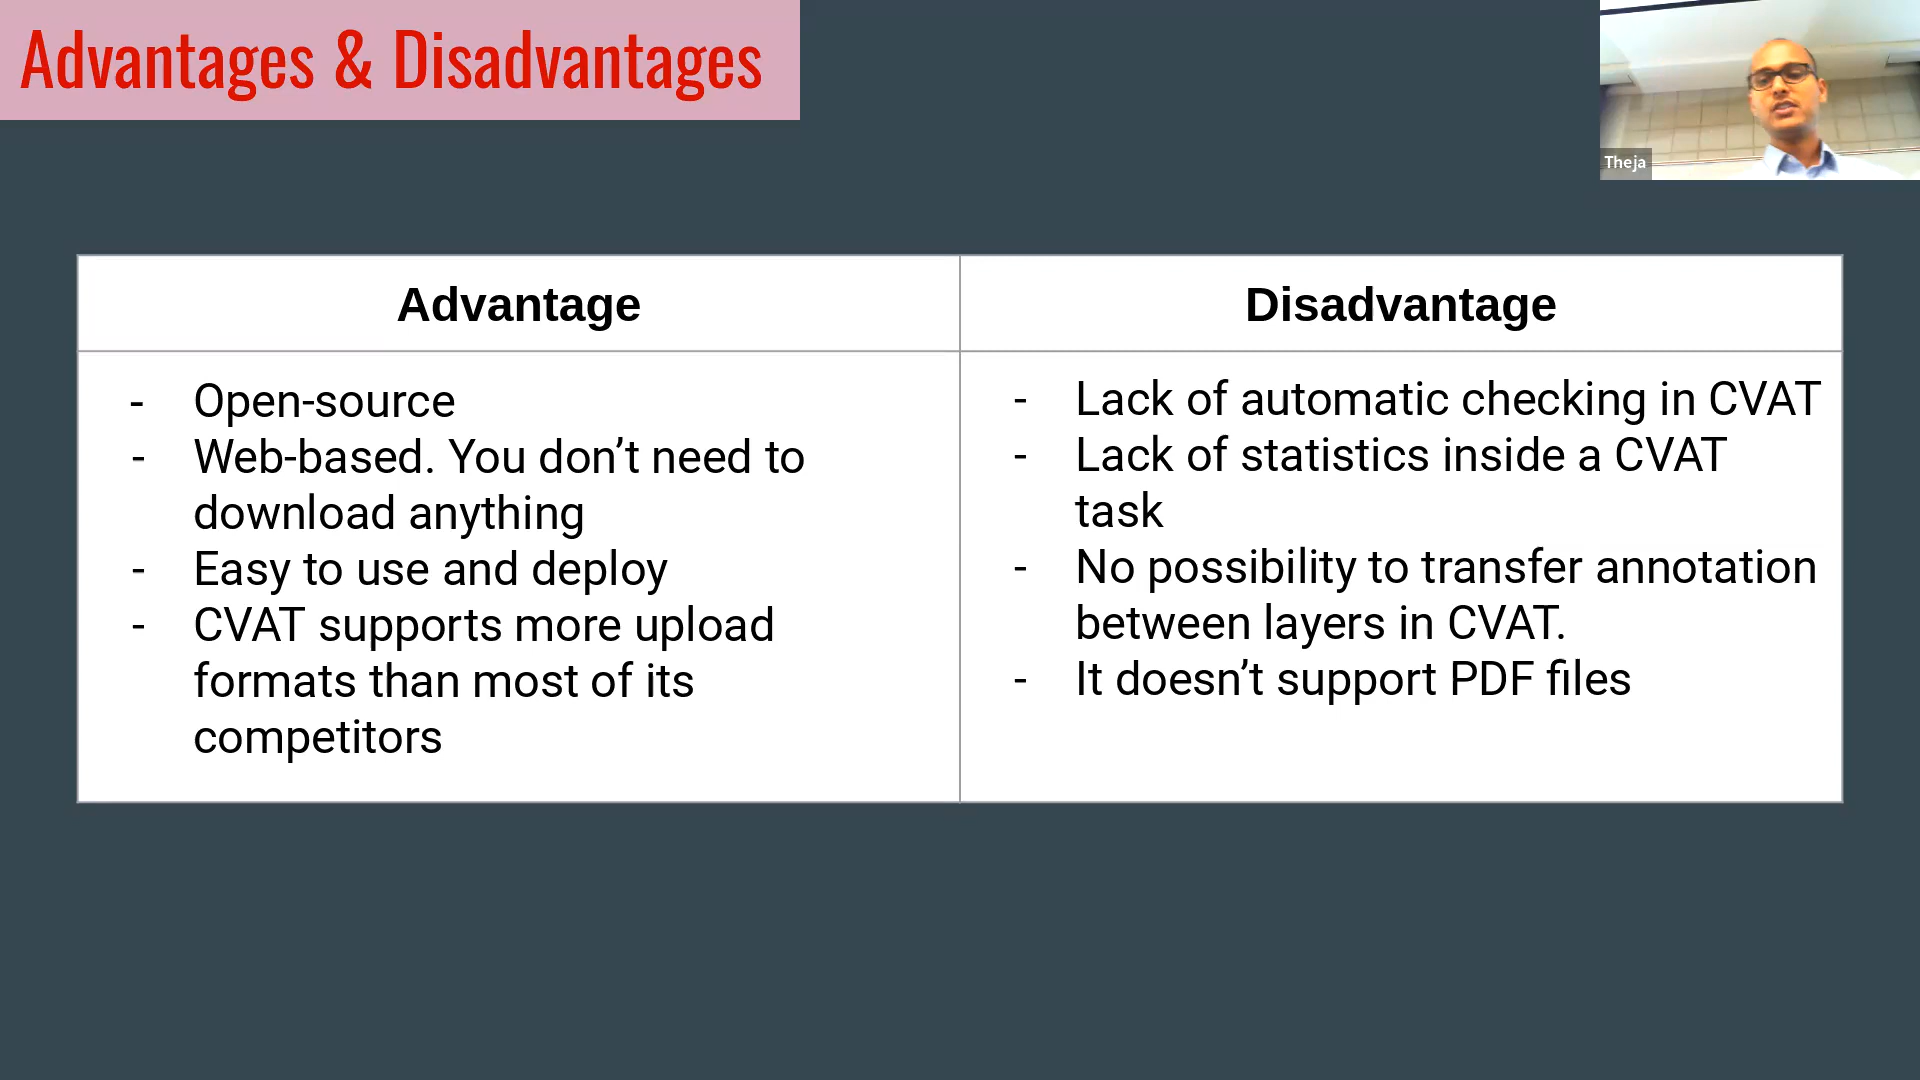 Advantages & Disadvantages
Theja
Advantage
Disadvantage
- Open-source
- Web-based. You don’t need to
download anything
- Easy to use and deploy
- CVAT supports more upload
formats than most of its
competitors
- Lack of automatic checking in CVAT
- Lack of statistics inside a CVAT
task
- No possibility to transfer annotation
between layers in CVAT.
- It doesn’t support PDF files